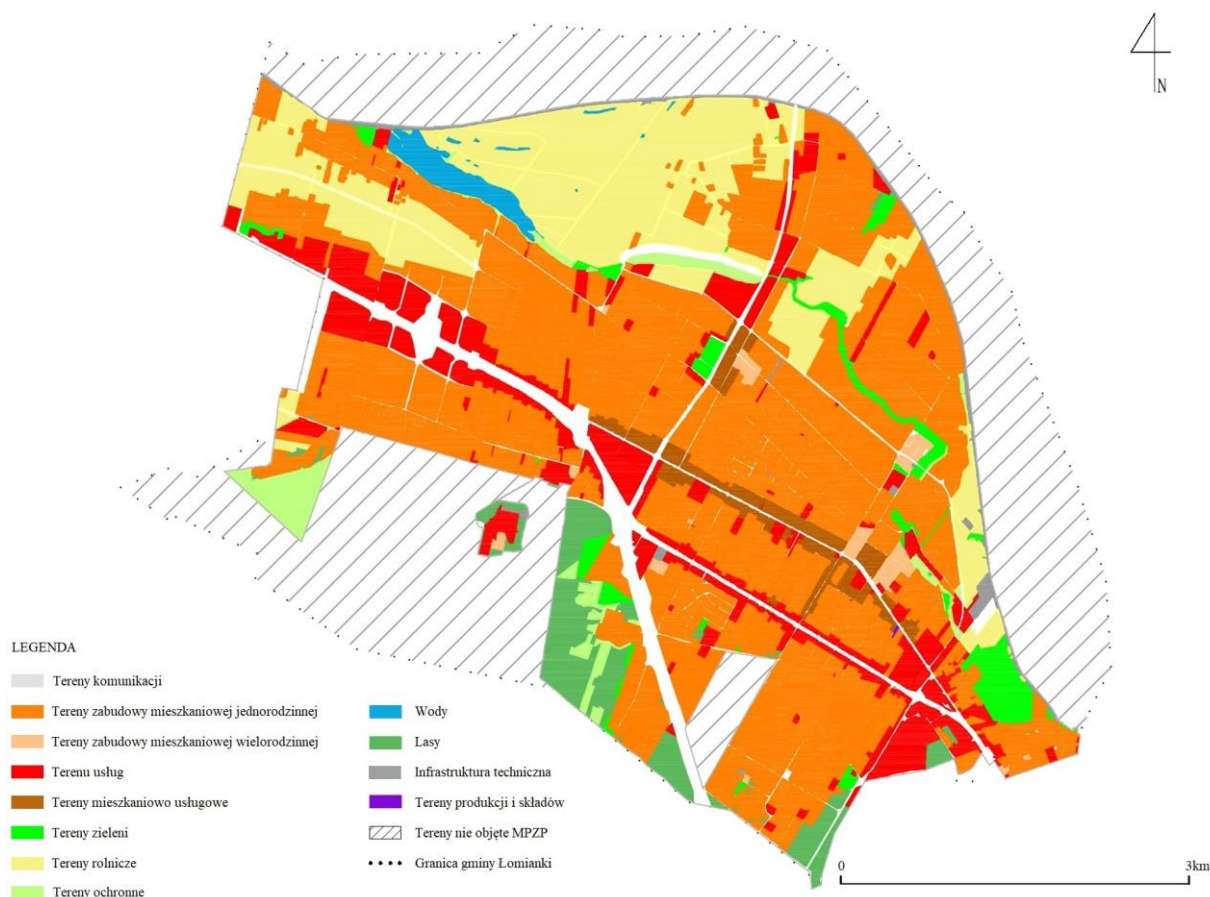 N
LEGENDA
Tereny komunikacji
Tereny zabudowy mieszkaniowej jednorodzinnej
Tereny zabudowy mieszkaniowej wielorodzinnej
Terenu usług
Tereny mieszkaniowo usługowe
Tereny zieleni
Tereny rolnicze
Tereny ochronne
Wody
Lasy
Infrastruktura techniczna
Tereny produkcji i składów
Tereny nie objęte MPZP
Granica gminy Łomianki
0
3km